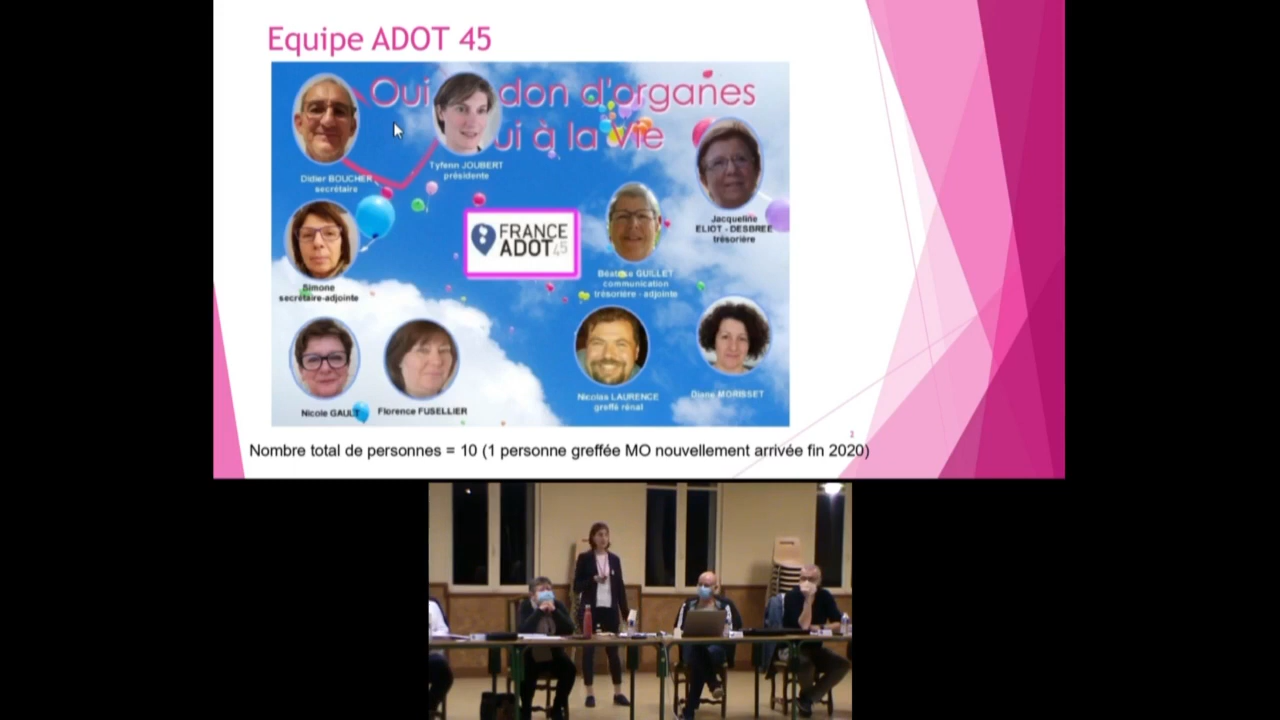 Equipe ADOT 45
Oui don d'organes
ui à la vie
Didier BOUCHER
secrétaire
Tyfenn JOUBERT
présidente
Jacqueline
ELIOT - DESBREE
trésorière
Simone
secrétaire-adjointe
FRANCE
ADOT 45
Béatrice GUILLET
communication
trésorière - adjointe
Nicole GAULT
Florence FUSELLIER
Nicolas LAURENCE
greffé rénal
Diane MORISSET
Nombre total de personnes = 10 (1 personne greffée MO nouvellement arrivée fin 2020)